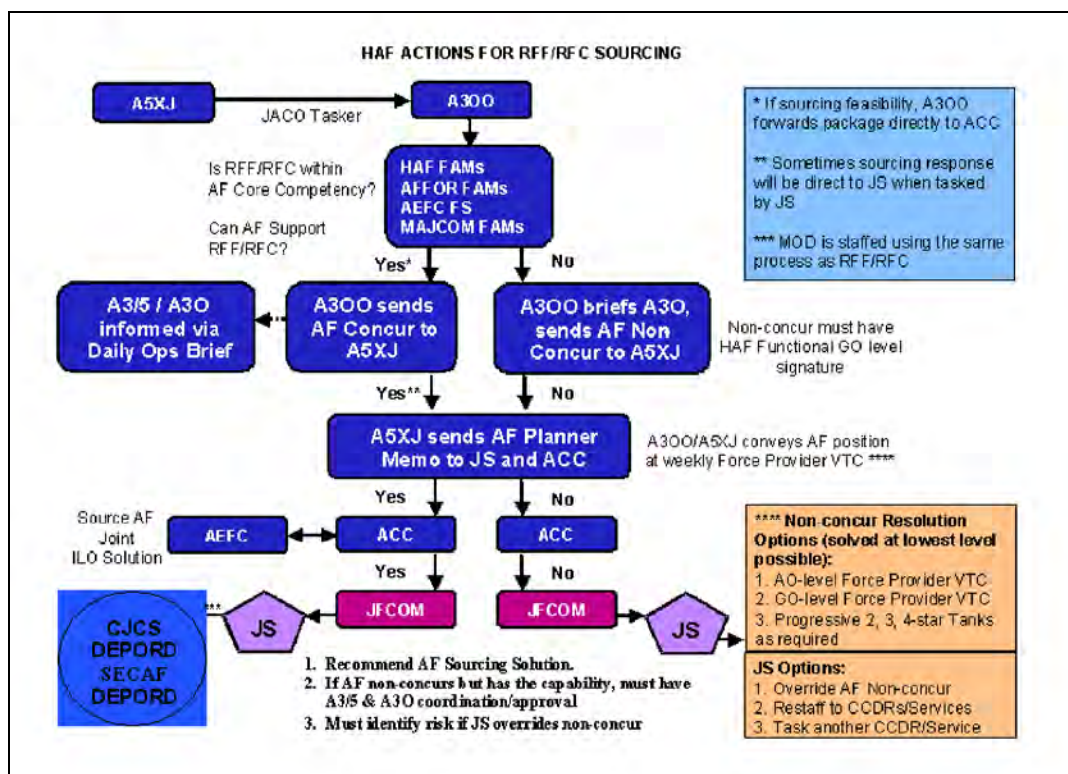 HAF ACTIONS FOR RFF/RFC SOURCING
A5XJ
JACO Tasker
A3OO
* If sourcing feasibility, A3OO
forwards package directly to ACC
** Sometimes sourcing response
will be direct to JS when tasked
by JS
*** MOD is staffed using the same
process as RFF/RFC
Is RFF/RFC within
AF Core Competency?
Can AF Support
RFF/RFC?
HAF FAMs
AFFOR FAMs
AEFC FS
MAJCOM FAMs
Yes*
No
A3/5 / A3O
informed via
Daily Ops Brief
A3OO sends
AF Concur to
A5XJ
A3OO briefs A3O,
sends AF Non
Concur to A5XJ
Non-concur must have
HAF Functional GO level
signature
Yes**
No
A5XJ sends AF Planner
Memo to JS and ACC
A3OO/A5XJ conveys AF position
at weekly Force Provider VTC ****
Yes
No
Source AF
Joint
ILO Solution
AEFC
ACC
ACC
Yes
No
**** Non-concur Resolution
Options (solved at lowest level
possible):
1. AO-level Force Provider VTC
2. GO-level Force Provider VTC
3. Progressive 2, 3, 4-star Tanks
as required
***
JS
JFCOM
JFCOM
JS
CJCS
DEPORD
SECAF
DEPORD
1. Recommend AF Sourcing Solution.
2. If AF non-concurs but has the capability, must have
A3/5 & A3O coordination/approval
3. Must identify risk if JS overrides non-concur
JS Options:
1. Override AF Non-concur
2. Restaff to CCDRs/Services
3. Task another CCDR/Service